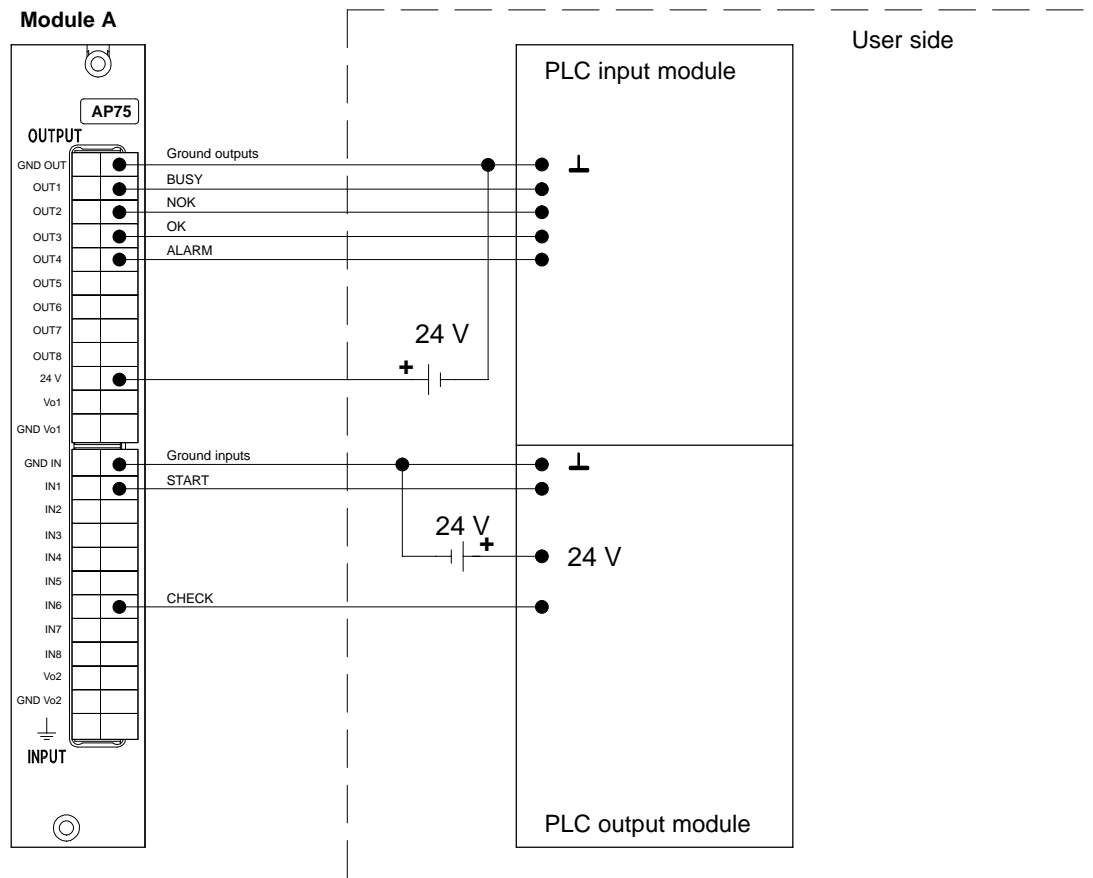 Module A
User side
PLC input module
AP75
OUTPUT
GND OUT
Ground outputs
OUT1
BUSY
OUT2
NOK
OUT3
OK
OUT4
ALARM
OUT5
OUT6
OUT7
24 V
OUT8
24 V
+
Vo1
GND Vo1
GND IN
Ground inputs
IN1
START
IN2
IN3
24 V
+
IN4
24 V
IN5
IN6
CHECK
IN7
IN8
Vo2
GND Vo2
INPUT
PLC output module